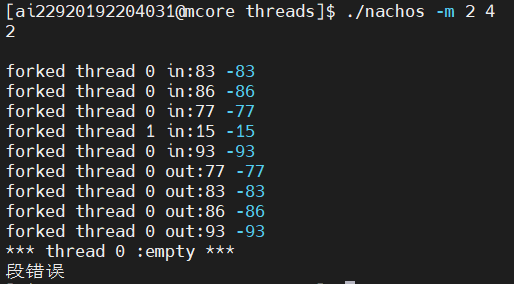 [ai22920192204031@mcore threads]$ ./nachos -m 2 4
2
forked thread 0 in:83 -83
forked thread 0 in:86 -86
forked thread 0 in:77 -77
forked thread 1 in:15 -15
forked thread 0 in:93 -93
forked thread 0 out:77 -77
forked thread 0 out:83 -83
forked thread 0 out:86 -86
forked thread 0 out:93 -93
*** thread 0 :empty ***
段错误